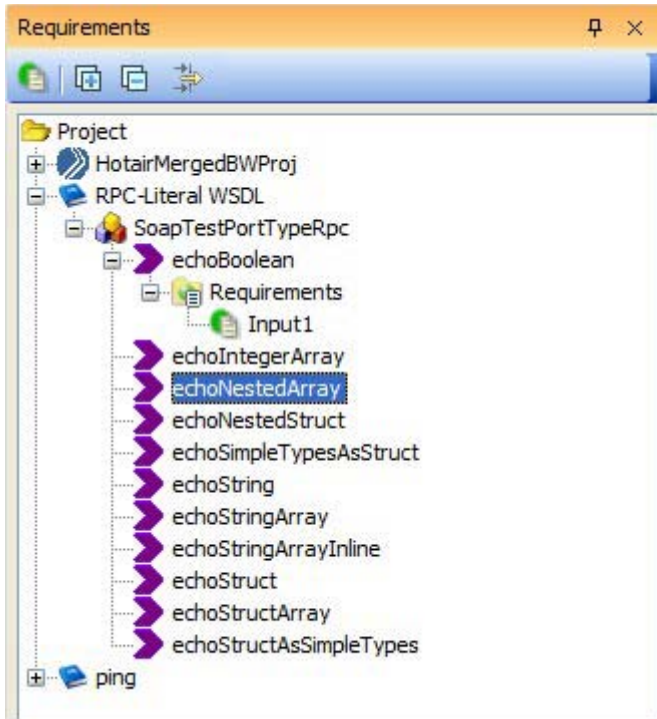 Requirements
Project
HotairMergedBWProj
RPC-Literal WSDL
SoapTestPortTypeRpc
echoBoolean
Requirements
Input1
echoIntegerArray
echoNestedArray
echoNestedStruct
echoSimpleTypesAsStruct
echoString
echoStringArray
echoStringArrayInline
echoStruct
echoStructArray
echoStructAsSimpleTypes
ping